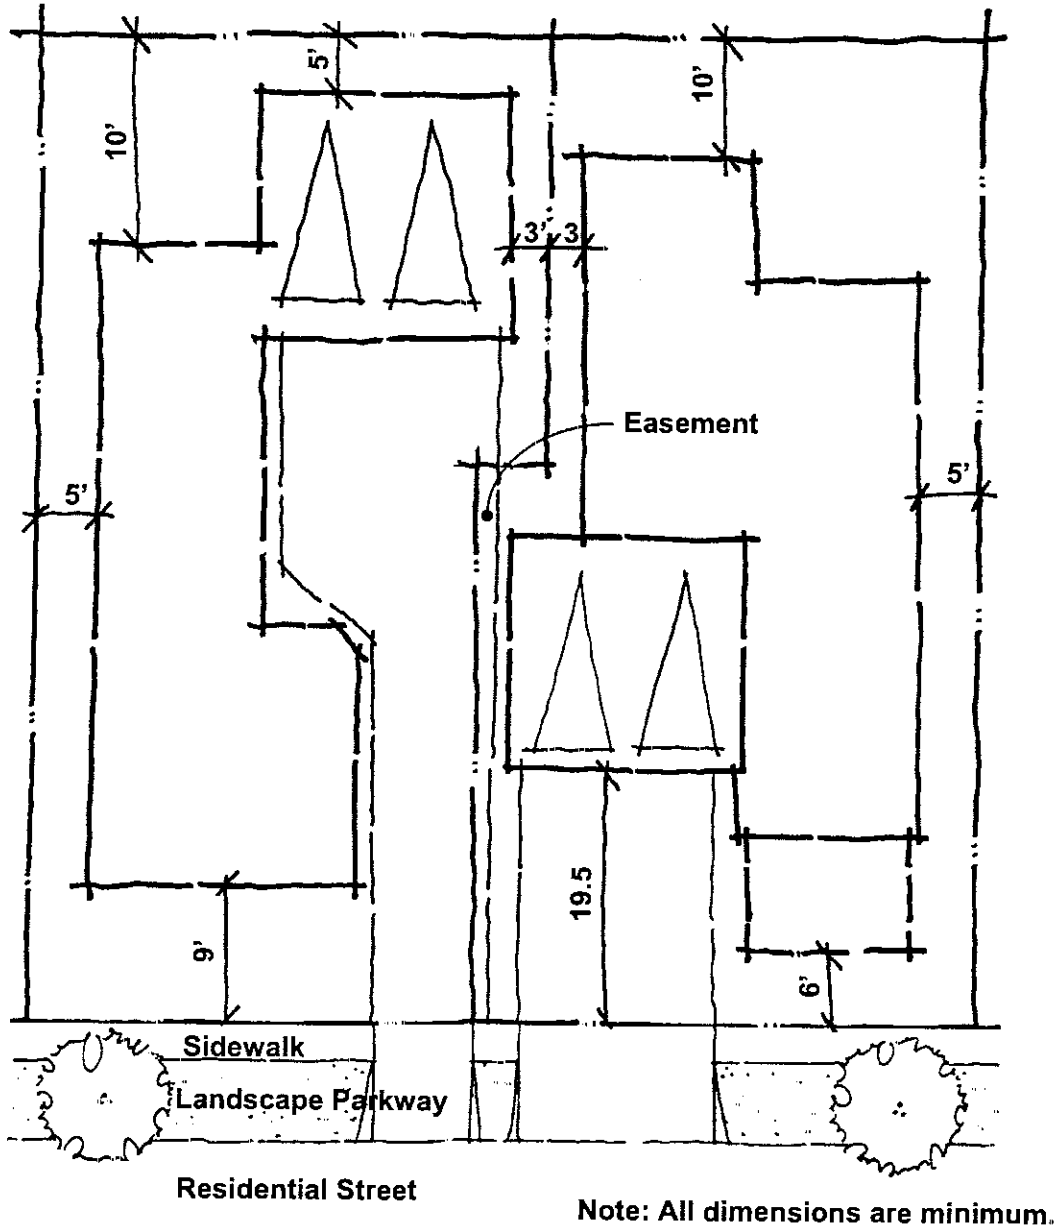 5'
10'
10'
3'
3
Easement
5'
5'
19.5
9'
6'
Sidewalk
Landscape Parkway
Residential Street
Note: All dimensions are minimum.